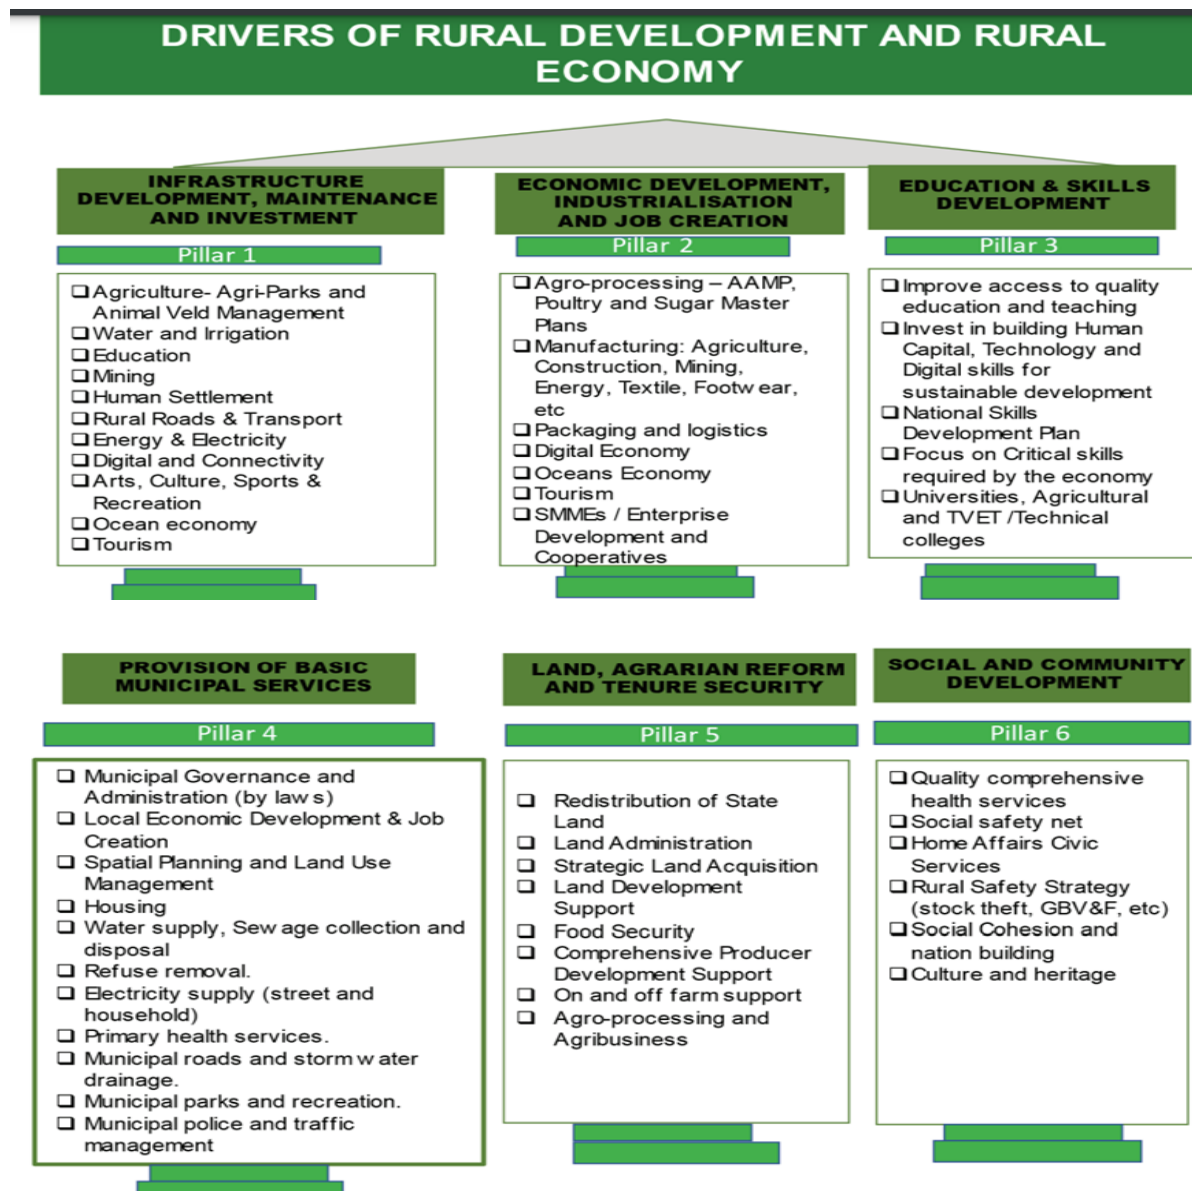 DRIVERS OF RURAL DEVELOPMENT AND RURAL
ECONOMY
INFRASTRUCTURE
DEVELOPMENT, MAINTENANCE
AND INVESTMENT
Pillar 1
Agriculture- Agri-Parks and
Animal Veld Management
Water and Irrigation
Education
Mining
Human Settlement
Rural Roads & Transport
Energy & Electricity
Digital and Connectivity
Arts, Culture, Sports &
Recreation
Ocean economy
Tourism
ECONOMIC DEVELOPMENT,
INDUSTRIALISATION
AND JOB CREATION
Pillar 2
Agro-processing – AAMP,
Poultry and Sugar Master
Plans
Manufacturing: Agriculture,
Construction, Mining,
Energy, Textile, Footwear,
etc
Packaging and logistics
Digital Economy
Oceans Economy
Tourism
SMMEs / Enterprise
Development and
Cooperatives
EDUCATION & SKILLS
DEVELOPMENT
Pillar 3
Improve access to quality
education and teaching
Invest in building Human
Capital, Technology and
Digital skills for
sustainable development
National Skills
Development Plan
Focus on Critical skills
required by the economy
Universities, Agricultural
and TVET /Technical
colleges
PROVISION OF BASIC
MUNICIPAL SERVICES
Pillar 4
Municipal Governance and
Administration (by laws)
Local Economic Development & Job
Creation
Spatial Planning and Land Use
Management
Housing
Water supply, Sewage collection and
disposal
Refuse removal.
Electricity supply (street and
household)
Primary health services.
Municipal roads and storm water
drainage.
Municipal parks and recreation.
Municipal police and traffic
management
LAND, AGRARIAN REFORM
AND TENURE SECURITY
Pillar 5
Redistribution of State
Land
Land Administration
Strategic Land Acquisition
Land Development
Support
Food Security
Comprehensive Producer
Development Support
On and off farm support
Agro-processing and
Agribusiness
SOCIAL AND COMMUNITY
DEVELOPMENT
Pillar 6
Quality comprehensive
health services
Social safety net
Home Affairs Civic
Services
Rural Safety Strategy
(stock theft, GBV&F, etc)
Social Cohesion and
nation building
Culture and heritage